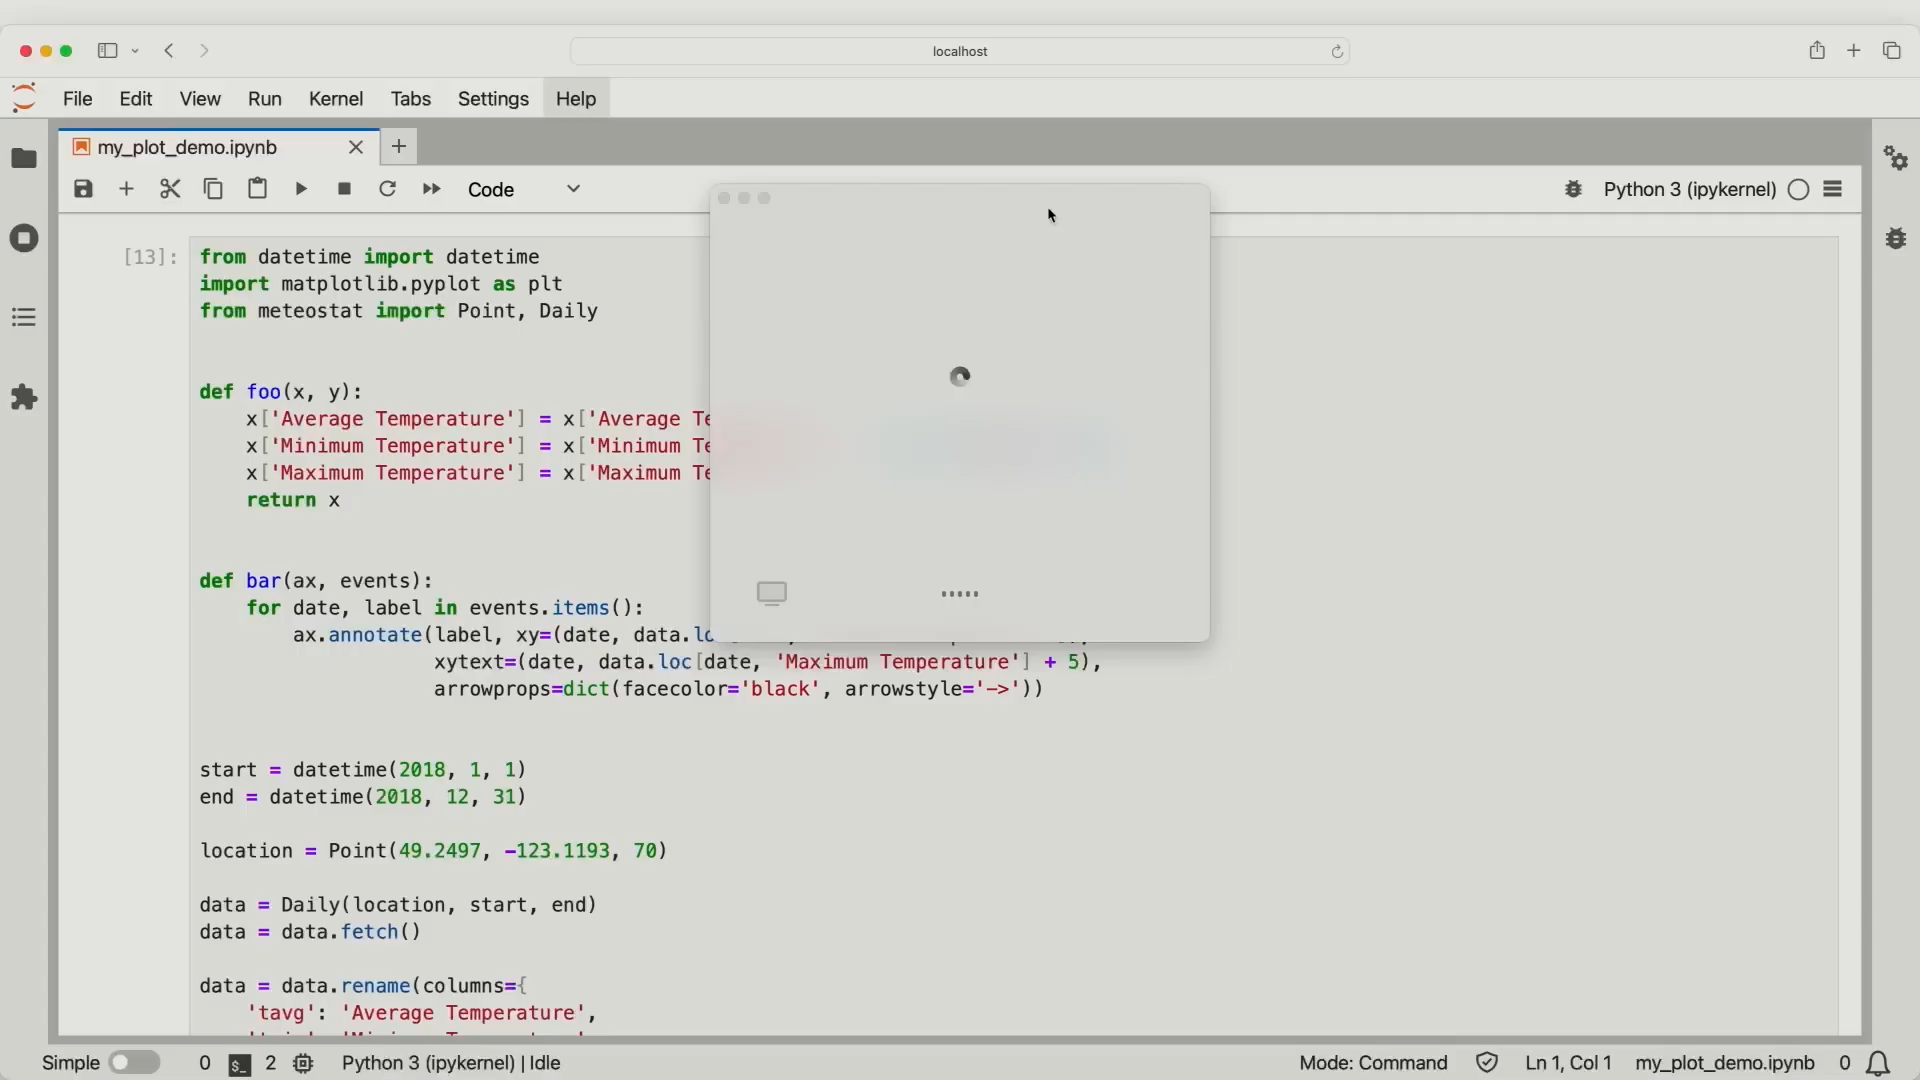 localhost
File Edit View Run Kernel Tabs Settings Help
my_plot_demo.ipynb
Code
Python 3 (ipykernel)
[13]:
from datetime import datetime
import matplotlib.pyplot as plt
from meteostat import Point, Daily
def foo(x, y):
x['Average Temperature'] = x['Average
x['Minimum Temperature'] = x['Minimum
x['Maximum Temperature'] = x['Maximum
return x
def bar(ax, events):
for date, label in events.items():
ax.annotate(label, xy=(date, data.
xytext=(date, data.loc[date, 'Maximum Temperature'] + 5),
arrowprops=dict(facecolor='black', arrowstyle='->'))
start = datetime(2018, 1, 1)
end = datetime(2018, 12, 31)
location = Point(49.2497, -123.1193, 70)
data = Daily(location, start, end)
data = data.fetch()
data = data.rename(columns={
'tavg': 'Average Temperature',
Simple 0 2 Python 3 (ipykernel) | Idle
Mode: Command Ln 1, Col 1 my_plot_demo.ipynb 0